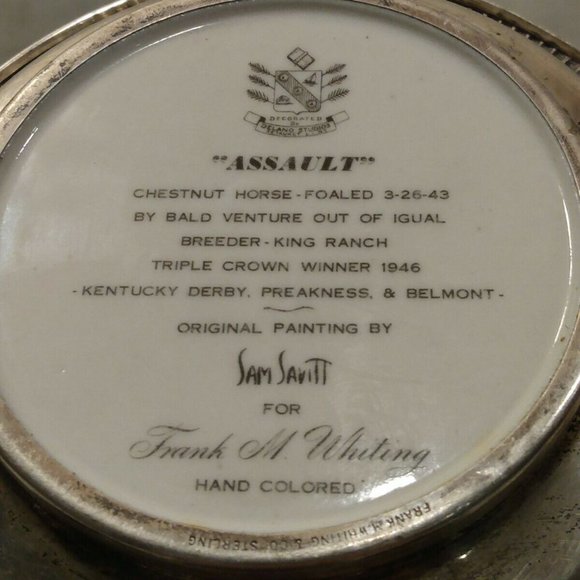 DECORATED
BY
DELANO STUDIOS
"ASSAULT"
CHESTNUT HORSE - FOALED 3-26-43
BY BALD VENTURE OUT OF IGUAL
BREEDER - KING RANCH
TRIPLE CROWN WINNER 1946
- KENTUCKY DERBY, PREAKNESS, & BELMONT -
ORIGINAL PAINTING BY
SAM SAVITT
FOR
Frank M. Whiting
HAND COLORED
FRANK M. WHITING & CO. STERLING